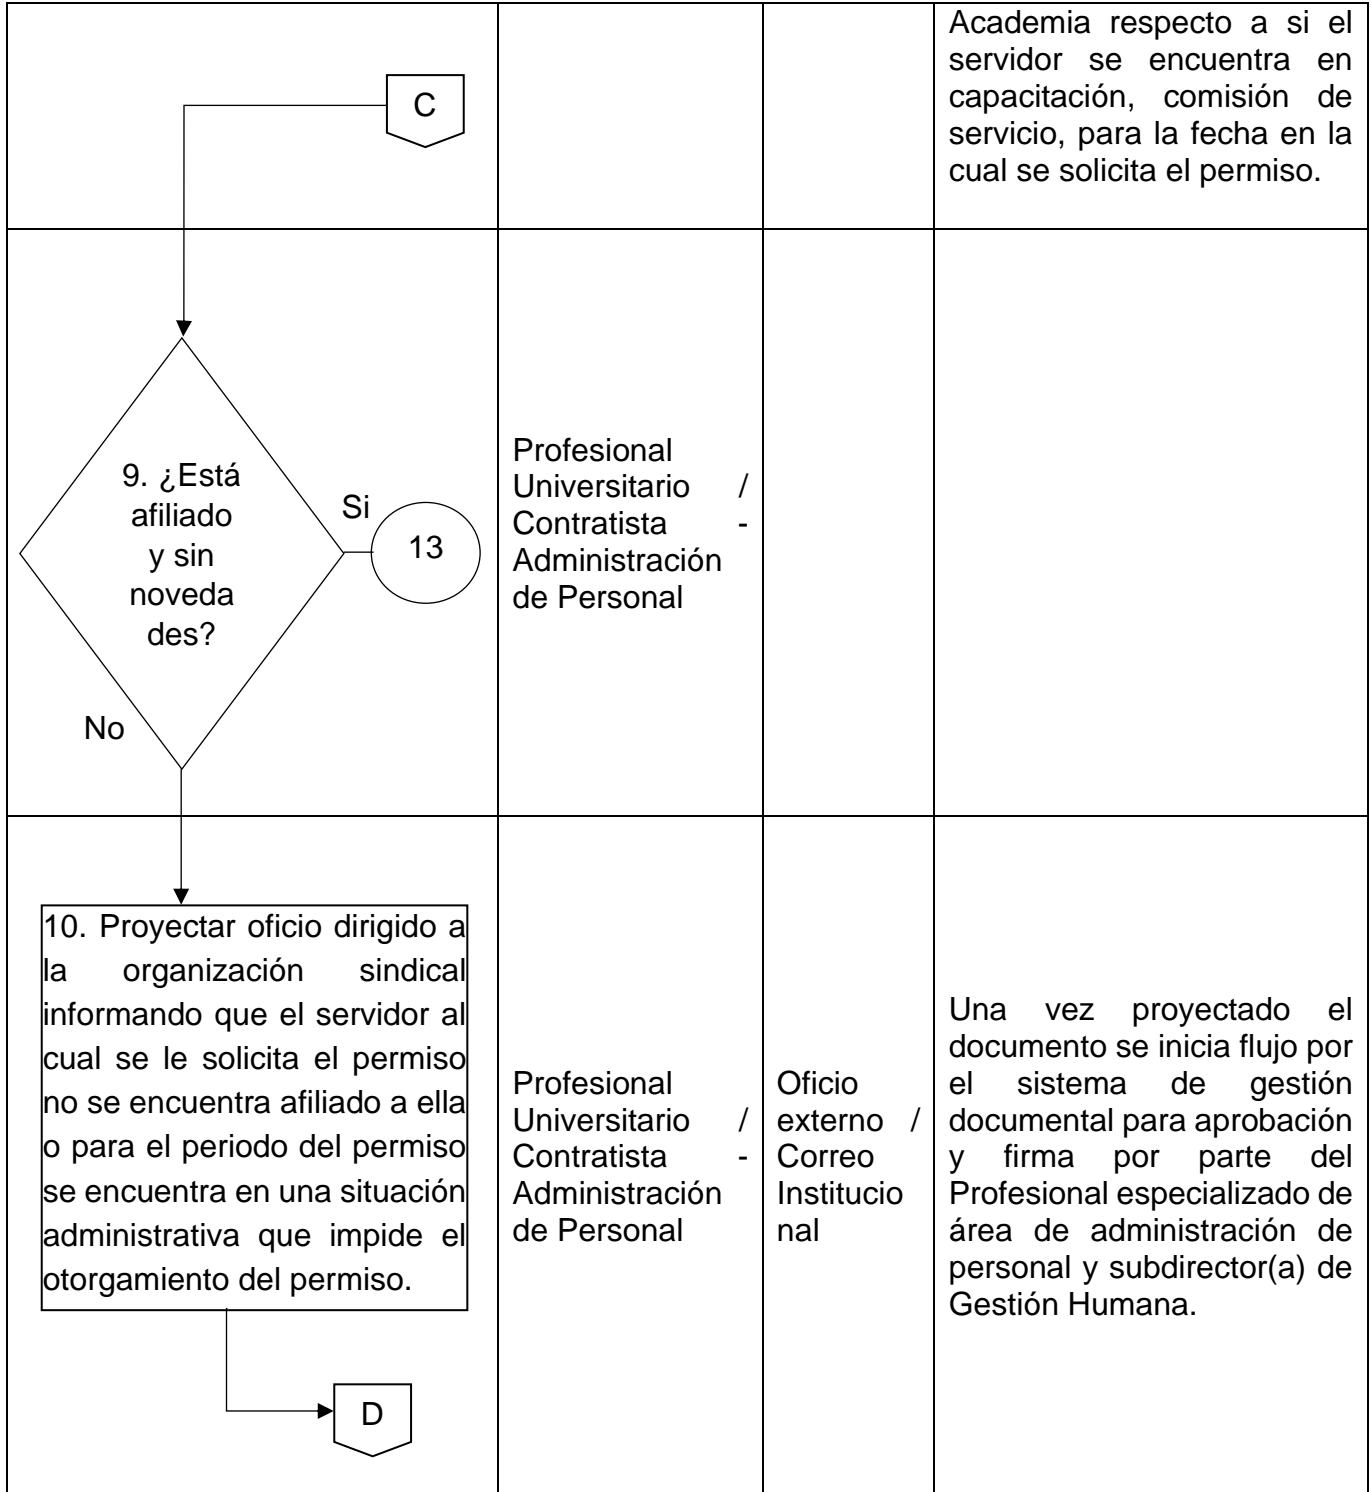 C
Academia respecto a si el
servidor se encuentra en
capacitación, comisión de
servicio, para la fecha en la
cual se solicita el permiso.
9. ¿Está
afiliado
y sin
noveda
des?
Si
13
No
Profesional
Universitario /
Contratista -
Administración
de Personal
10. Proyectar oficio dirigido a
la organización sindical
informando que el servidor al
cual se le solicita el permiso
no se encuentra afiliado a ella
o para el periodo del permiso
se encuentra en una situación
administrativa que impide el
otorgamiento del permiso.
D
Profesional
Universitario /
Contratista -
Administración
de Personal
Oficio
externo /
Correo
Institucio
nal
Una vez proyectado el
documento se inicia flujo por
el sistema de gestión
documental para aprobación
y firma por parte del
Profesional especializado de
área de administración de
personal y subdirector(a) de
Gestión Humana.